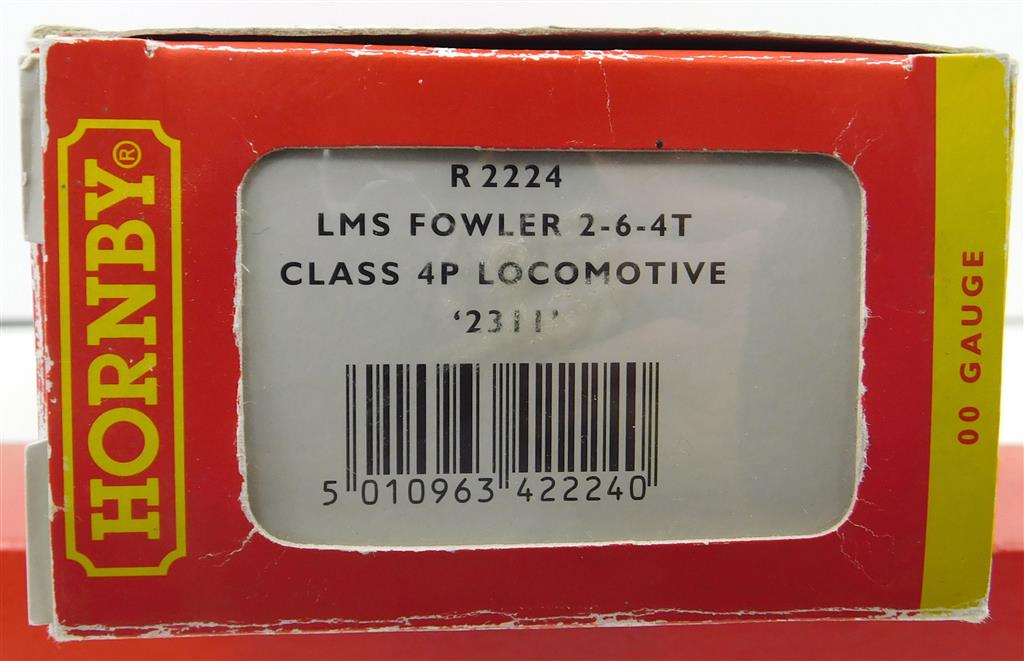 HORNBY®
R 2224
LMS FOWLER 2-6-4T
CLASS 4P LOCOMOTIVE
‘2311’
5 010963 422240
00 GAUGE